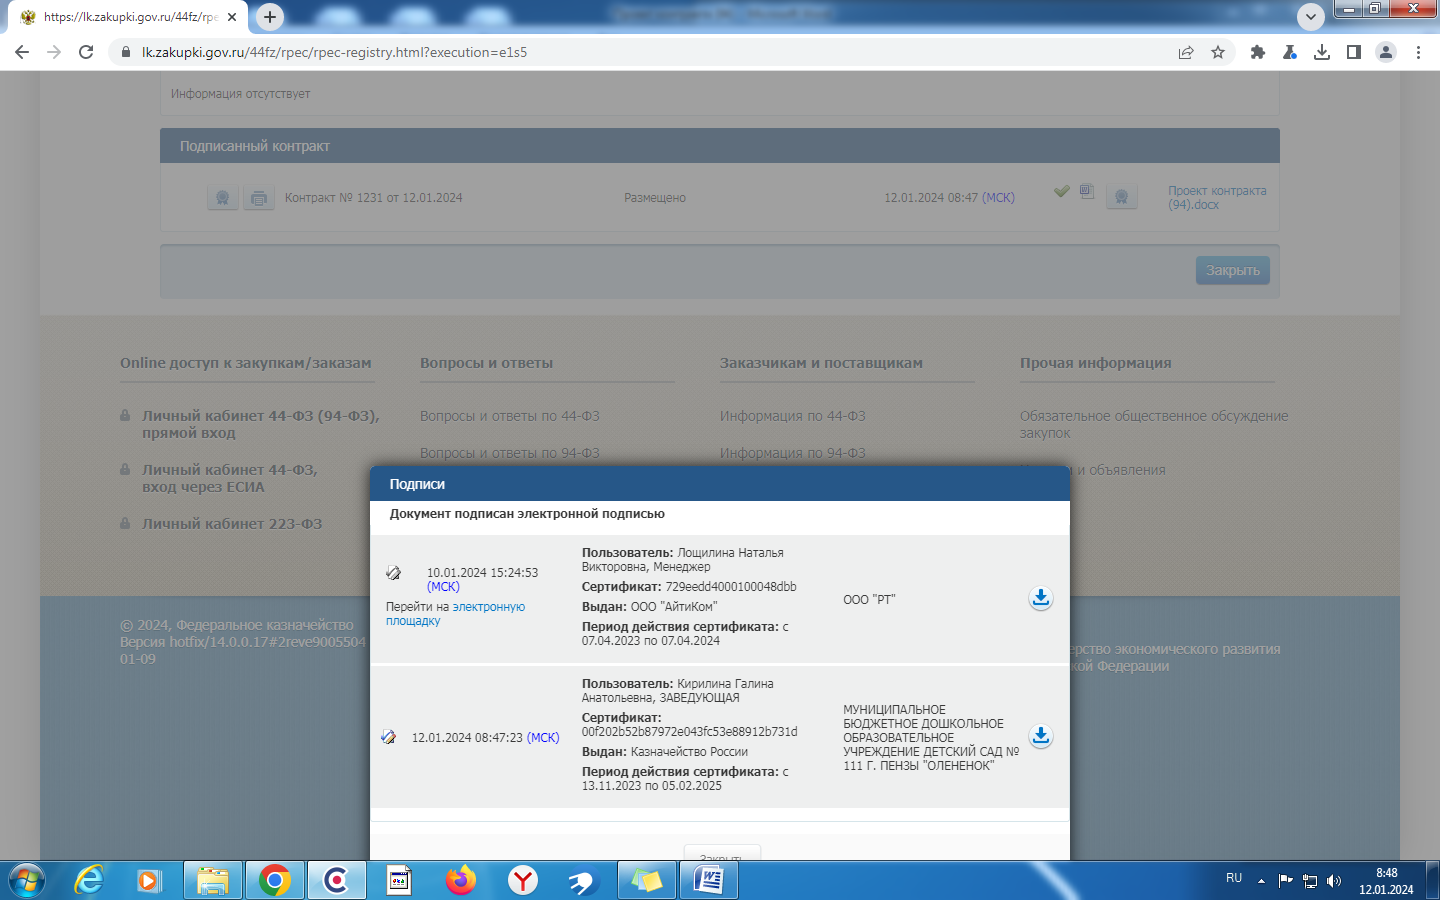 https://lk.zakupki.gov.ru/44fz/rpe
lk.zakupki.gov.ru/44fz/rpec/rpec-registry.html?execution=e1s5
Информация отсутствует
Подписанный контракт
Контракт № 1231 от 12.01.2024
Размещено
12.01.2024 08:47 (МСК)
Проект контракта
(94).docx
Закрыть
Online доступ к закупкам/заказам
Вопросы и ответы
Заказчикам и поставщикам
Прочая информация
Личный кабинет 44-ФЗ (94-ФЗ),
прямой вход
Вопросы и ответы по 44-ФЗ
Информация по 44-ФЗ
Обязательное общественное обсуждение
закупок
Вопросы и ответы по 94-ФЗ
Информация по 94-ФЗ
Личный кабинет 44-ФЗ,
вход через ЕСИА
и объявления
Личный кабинет 223-ФЗ
© 2024, Федеральное казначейство
Версия hotfix/14.0.0.17#2reve9005504
01-09
ерство экономического развития
кой Федерации
Подписи
Документ подписан электронной подписью
10.01.2024 15:24:53
(МСК)
Перейти на электронную
площадку
Пользователь: Лощилина Наталья
Викторовна, Менеджер
Сертификат: 729eedd4000100048dbb
Выдан: ООО "АйтиКом"
Период действия сертификата: с
07.04.2023 по 07.04.2024
ООО "РТ"
12.01.2024 08:47:23 (МСК)
Пользователь: Кирилина Галина
Анатольевна, ЗАВЕДУЮЩАЯ
Сертификат:
00f202b52b87972e043fc53e88912b731d
Выдан: Казначейство России
Период действия сертификата: с
13.11.2023 по 05.02.2025
МУНИЦИПАЛЬНОЕ
БЮДЖЕТНОЕ ДОШКОЛЬНОЕ
ОБРАЗОВАТЕЛЬНОЕ
УЧРЕЖДЕНИЕ ДЕТСКИЙ САД №
111 Г. ПЕНЗЫ "ОЛЕНЕНОК"
Закрыть
RU
8:48
12.01.2024